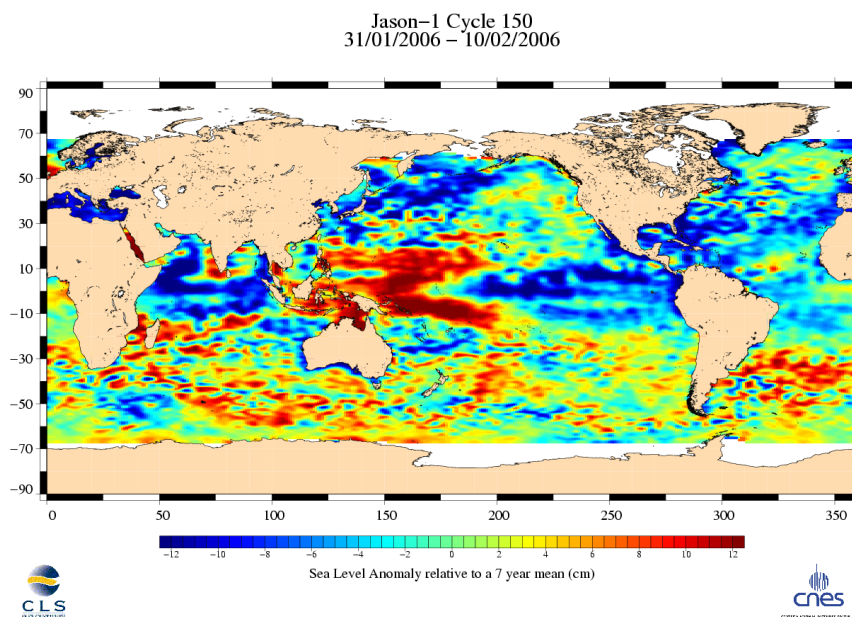 Jason−1 Cycle 150
31/01/2006 − 10/02/2006
90
70
50
30
10
−10
−30
−50
−70
−90
0 50 100 150 200 250 300 350
−12 −10 −8 −6 −4 −2 0 2 4 6 8 10 12
Sea Level Anomaly relative to a 7 year mean (cm)
CLS
cnes